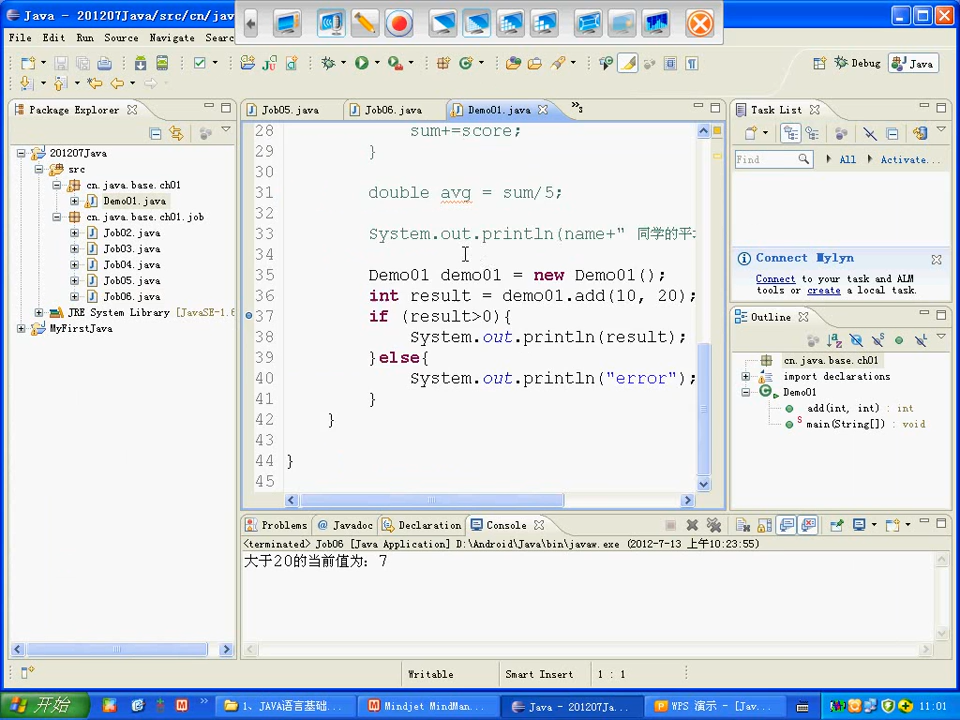 Java - 201207Java/src/cn/jav
File Edit Run Source Navigate Searc
Debug
Java
Package Explorer
Job05.java
Job06.java
Demo01.java
5
Task List
201207Java
src
cn.java.base.ch01
Demo01.java
cn.java.base.ch01.job
Job02.java
Job03.java
Job04.java
Job05.java
Job06.java
JRE System Library [JavaSE-1.6
MyFirstJava
28 sum+=score;
29 }
30
31 double avg = sum/5;
32
33 System.out.println(name+" 同学的平
34
35 Demo01 demo01 = new Demo01();
36 int result = demo01.add(10, 20);
37 if (result>0){
38 System.out.println(result);
39 }else{
40 System.out.println("error");
41 }
42 }
43
44 }
45
Find
All
Activate...
Connect Mylyn
Connect to your task and ALM
tools or create a local task.
Outline
cn.java.base.ch01
import declarations
Demo01
add(int, int) : int
main(String[]) : void
Problems
@ Javadoc
Declaration
Console
<terminated> Job06 [Java Application] D:\Android\Java\bin\javaw.exe (2012-7-13 上午10:23:55)
大于20的当前值为: 7
Writable
Smart Insert
1 : 1
开始
1、JAVA语言基础...
Mindjet MindMan...
Java - 201207Ja...
WPS 演示 - [Jav...
11:01